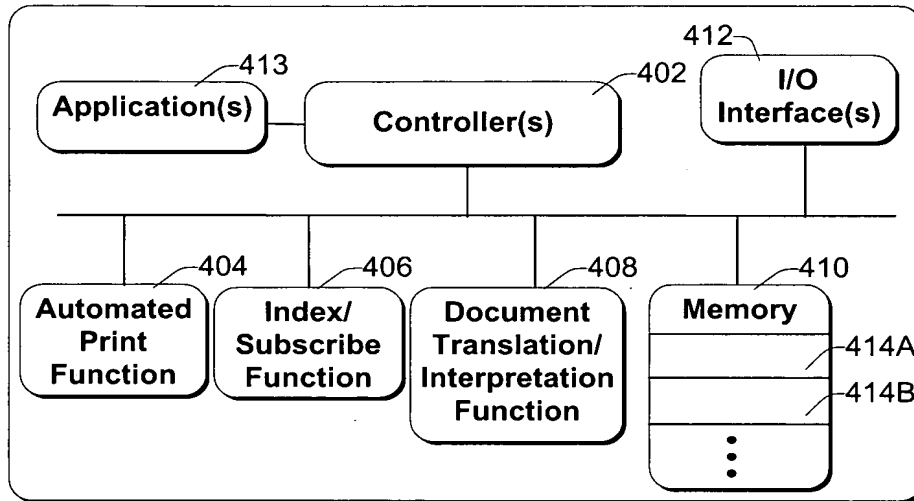 413
Application(s)
402
Controller(s)
412
I/O
Interface(s)
404
Automated
Print
Function
406
Index/
Subscribe
Function
408
Document
Translation/
Interpretation
Function
410
Memory
414A
414B